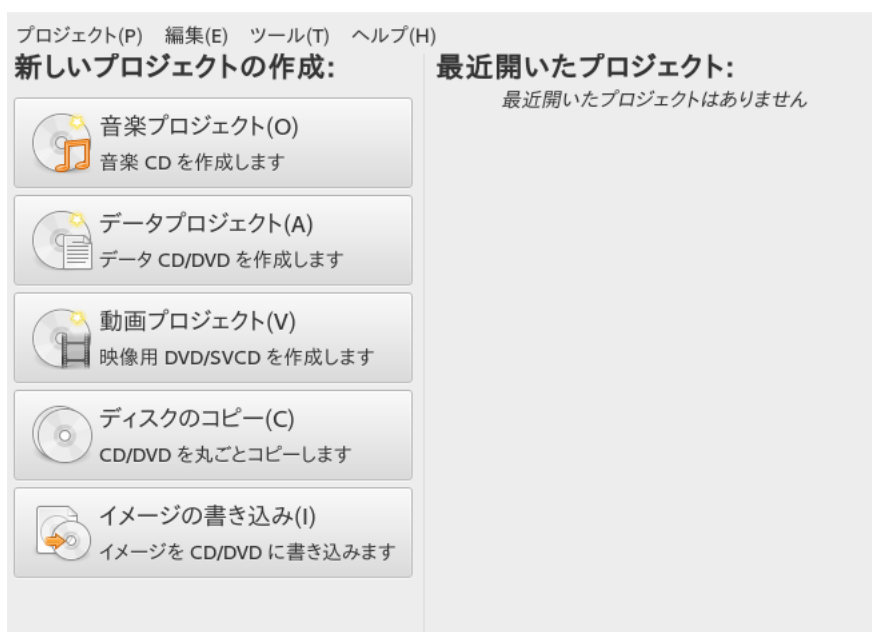 プロジェクト(P) 編集(E) ツール(T) ヘルプ(H)
新しいプロジェクトの作成:
音楽プロジェクト(O)
音楽 CD を作成します
データプロジェクト(A)
データ CD/DVD を作成します
動画プロジェクト(V)
映像用 DVD/SVCD を作成します
ディスクのコピー(C)
CD/DVD を丸ごとコピーします
イメージの書き込み(I)
イメージを CD/DVD に書き込みます
最近開いたプロジェクト:
最近開いたプロジェクトはありません